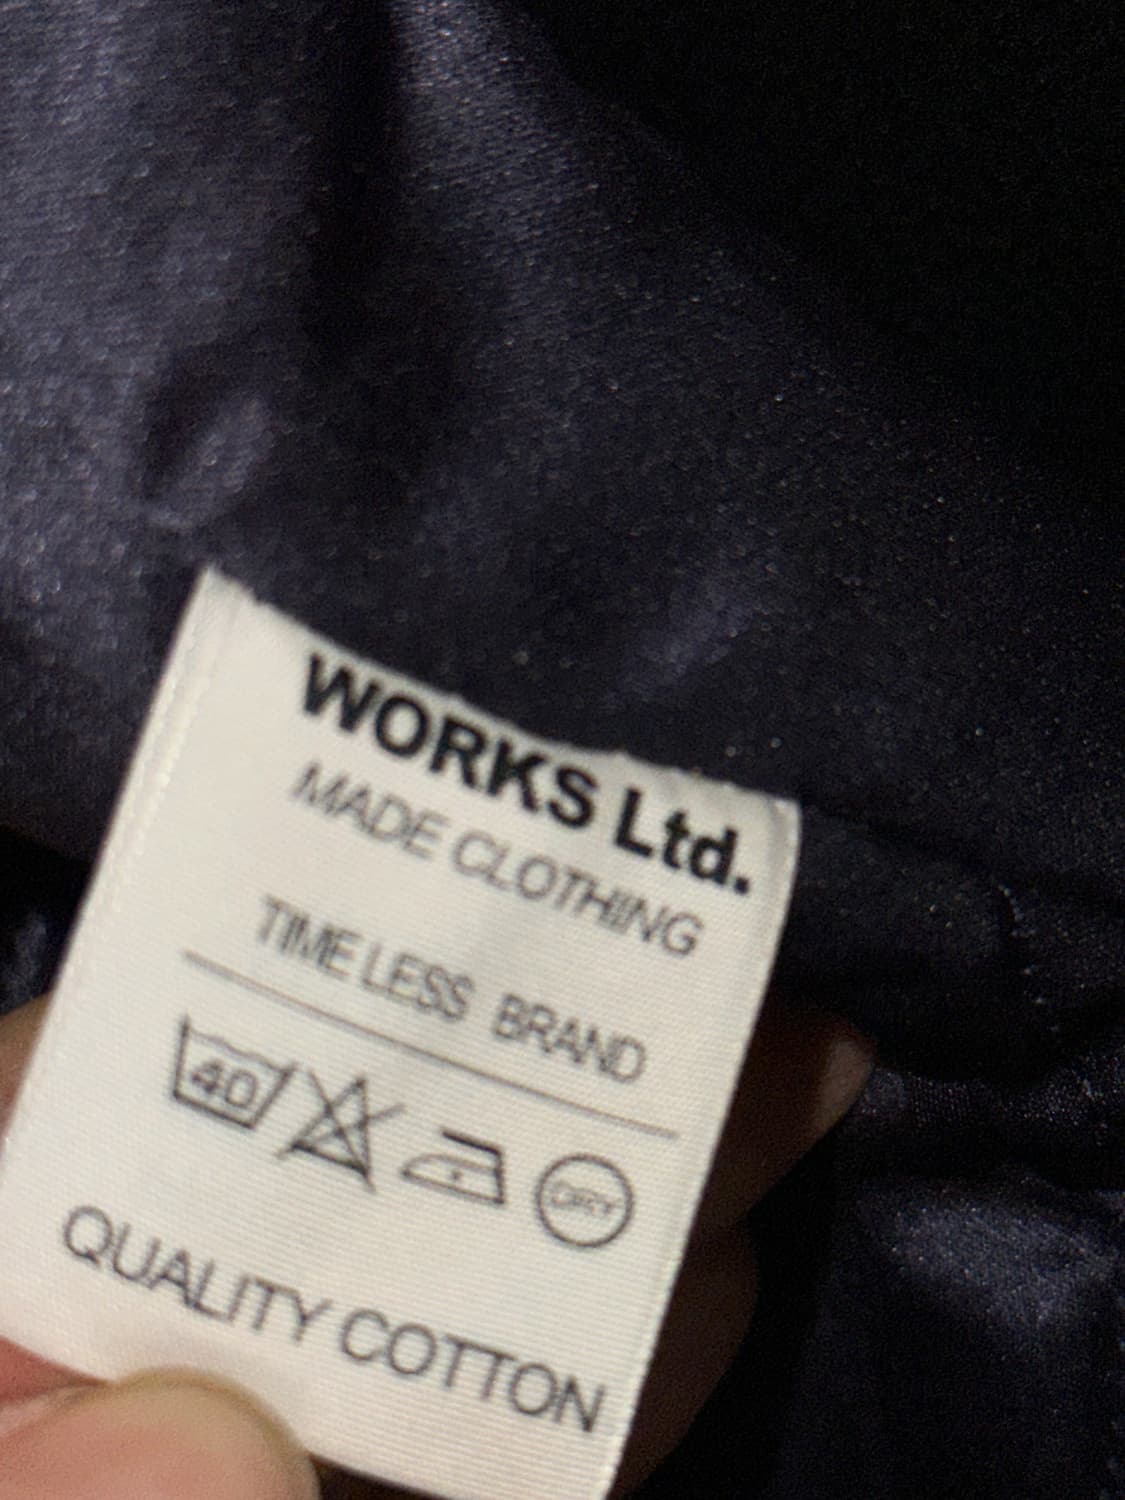 WORKS Ltd.
MADE CLOTHING
TIME LESS BRAND
40 DRY
QUALITY COTTON